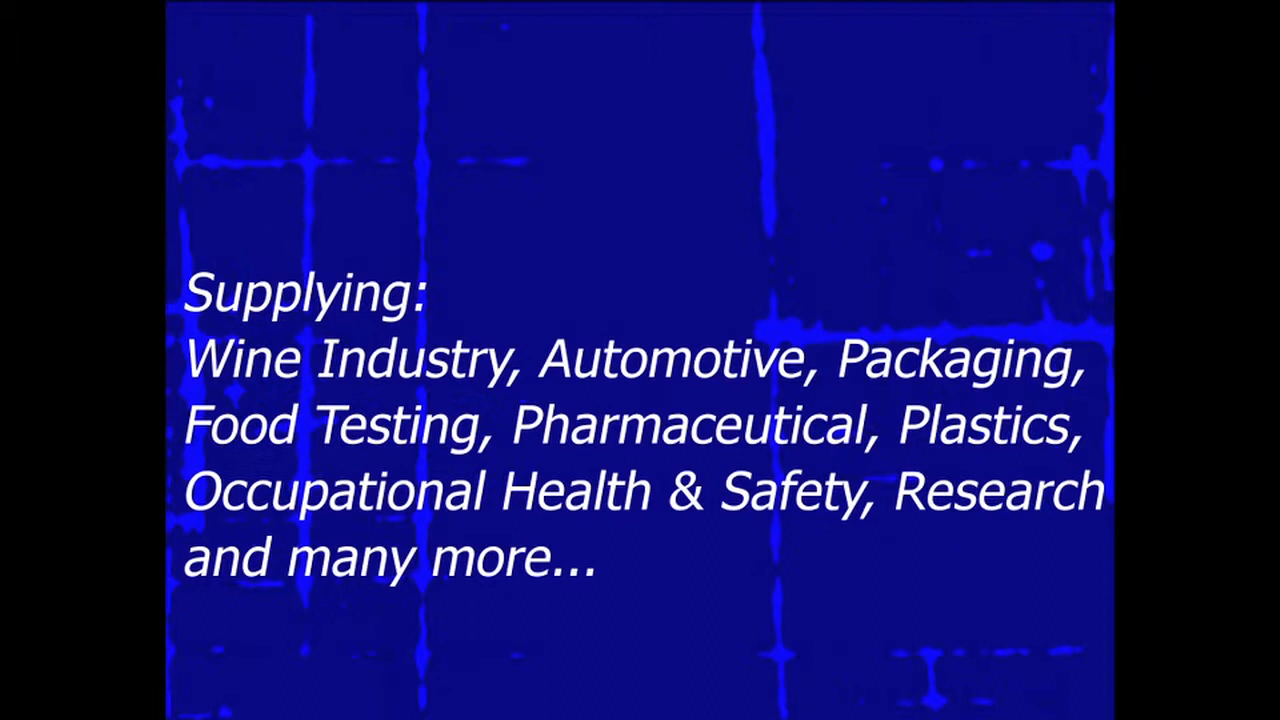 Supplying:
Wine Industry, Automotive, Packaging,
Food Testing, Pharmaceutical, Plastics,
Occupational Health & Safety, Research
and many more...